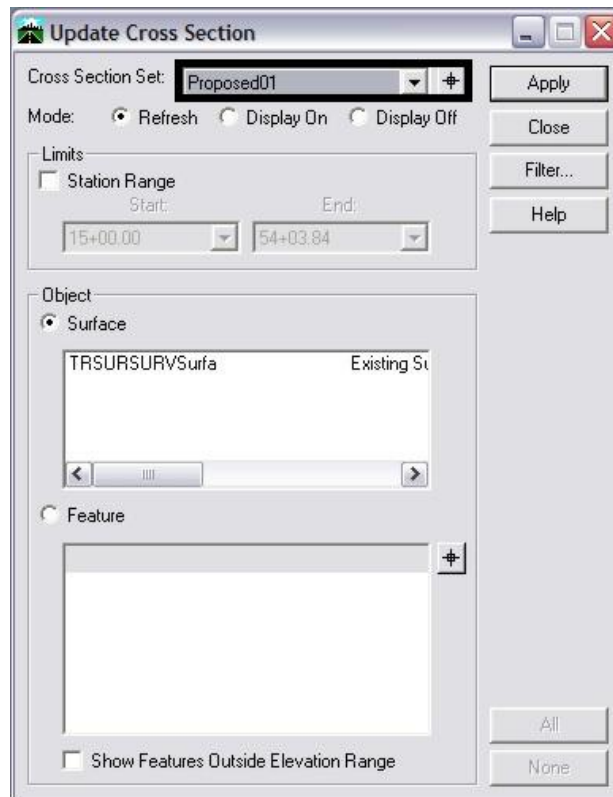 Update Cross Section
Cross Section Set: Proposed01
Apply
Mode: Refresh Display On Display Off
Close
Limits
Filter...
Station Range
Help
Start: End:
15+00.00 54+03.84
Object
Surface
TRSURSURVSurfa Existing Su
Feature
All
Show Features Outside Elevation Range
None